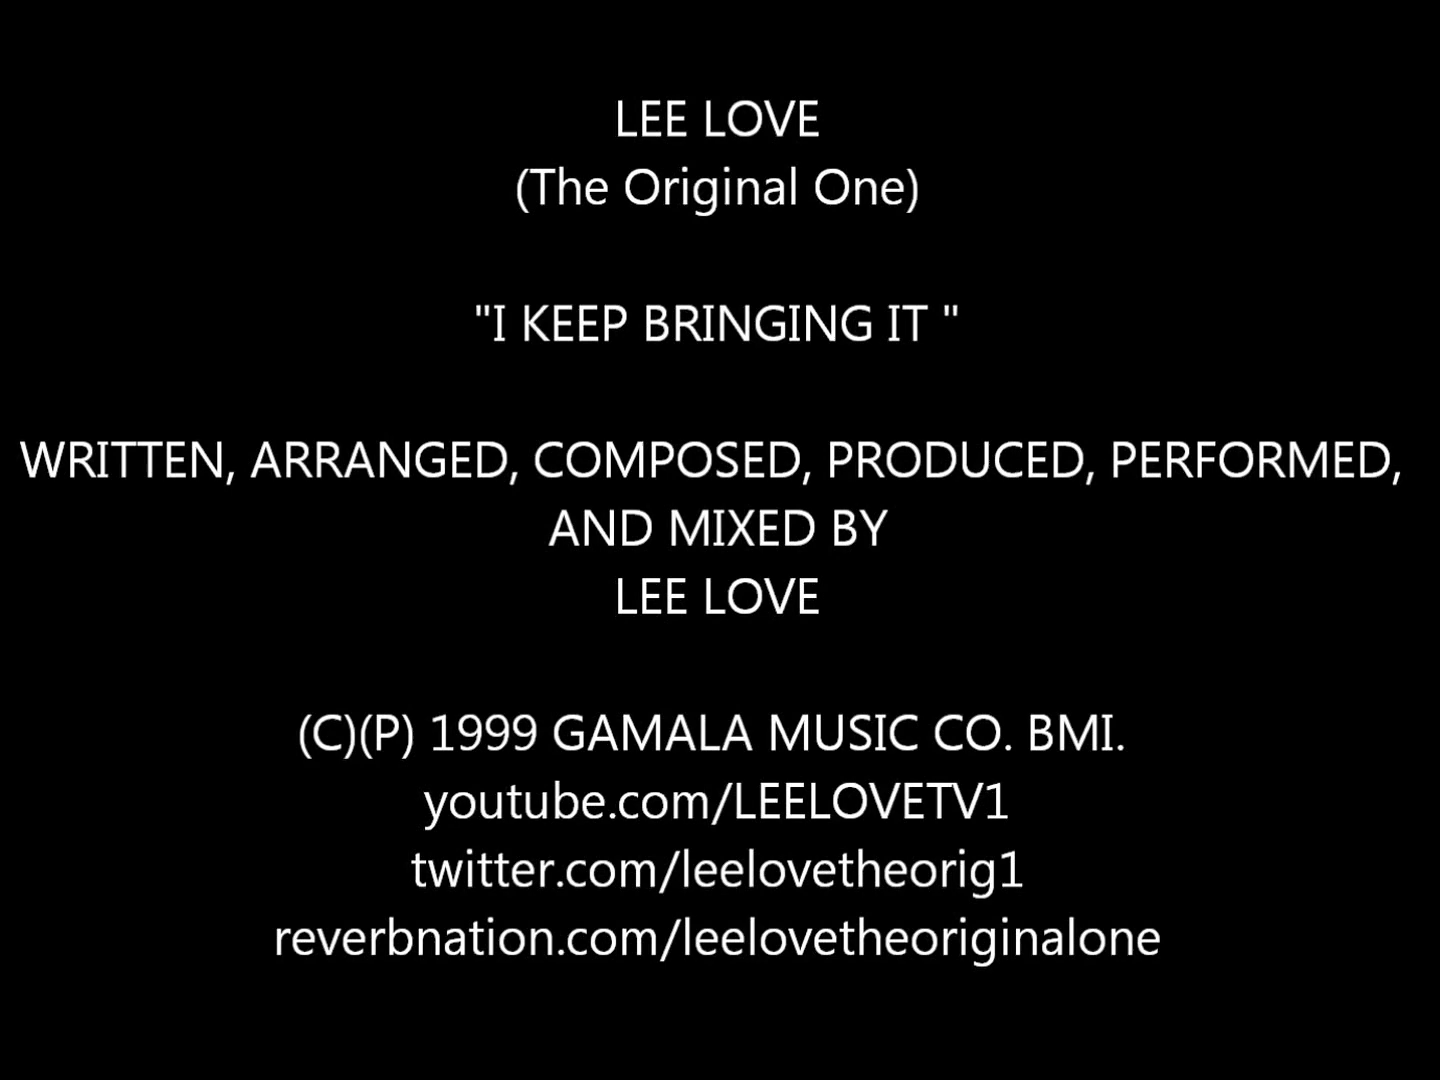 LEE LOVE
(The Original One)
"I KEEP BRINGING IT "
WRITTEN, ARRANGED, COMPOSED, PRODUCED, PERFORMED,
AND MIXED BY
LEE LOVE
(C)(P) 1999 GAMALA MUSIC CO. BMI.
youtube.com/LEELOVETV1
twitter.com/leelovetheorig1
reverbnation.com/leelovetheoriginalone